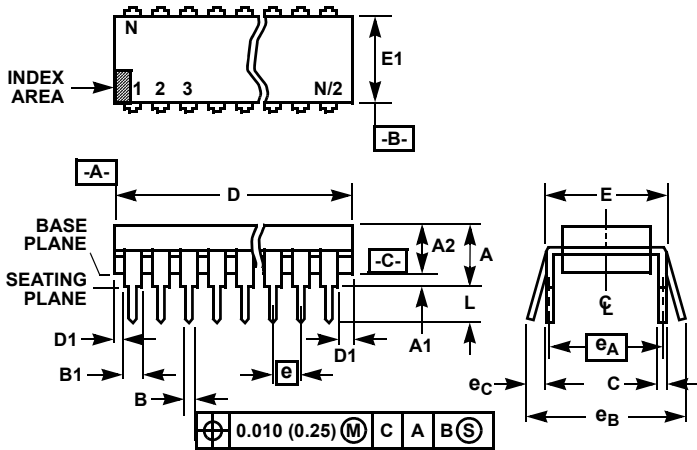 N
E1
INDEX
AREA
1 2 3 N/2
-B-
-A-
D
E
BASE
PLANE
A2
A
-C-
SEATING
PLANE
L
D1
B1
A1
D1
e
B
℄
eA
eC
C
eB
0.010 (0.25) Ⓜ C A B Ⓢ